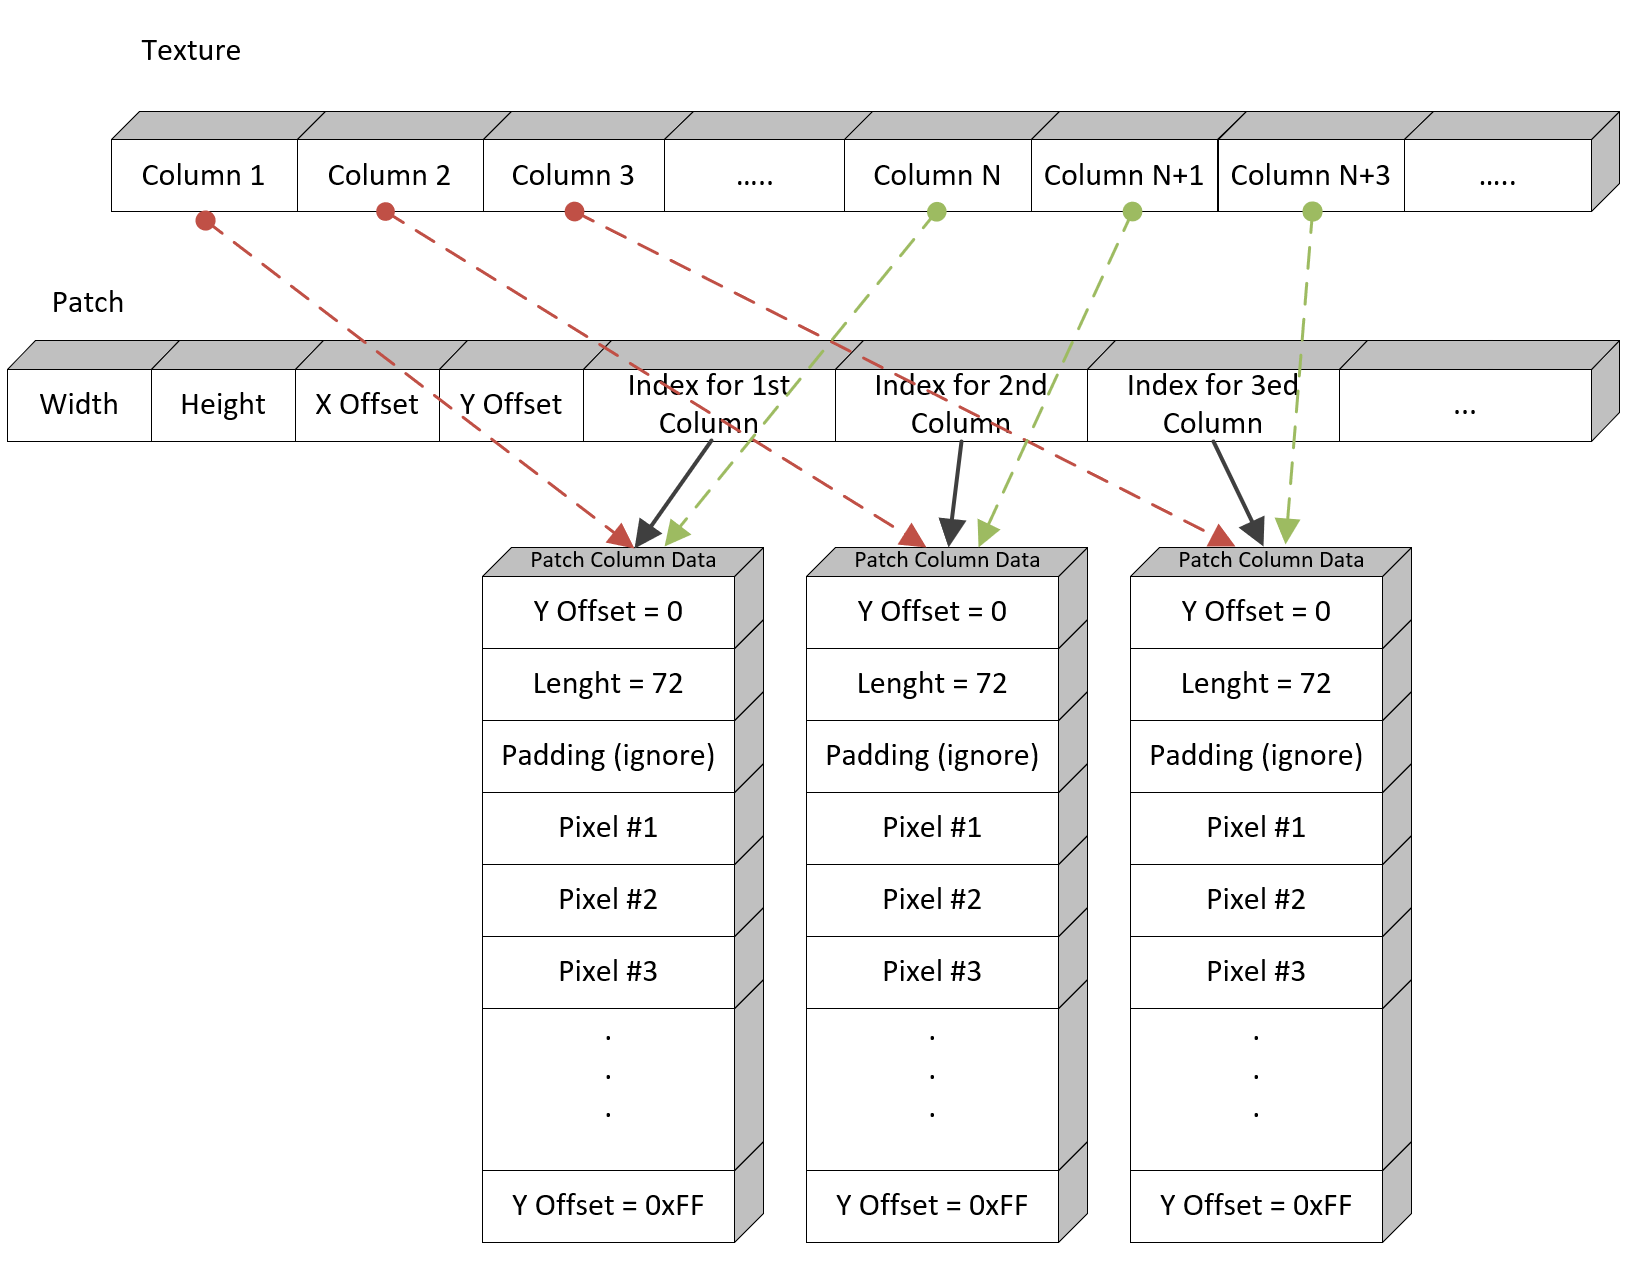 Texture
Column 1 Column 2 Column 3 ..... Column N Column N+1 Column N+3 .....
Patch
Width Height X Offset Y Offset Index for 1st Column Index for 2nd Column Index for 3ed Column ...
Patch Column Data Patch Column Data Patch Column Data
Y Offset = 0 Y Offset = 0 Y Offset = 0
Lenght = 72 Lenght = 72 Lenght = 72
Padding (ignore) Padding (ignore) Padding (ignore)
Pixel #1 Pixel #1 Pixel #1
Pixel #2 Pixel #2 Pixel #2
Pixel #3 Pixel #3 Pixel #3
. . .
. . .
. . .
Y Offset = 0xFF Y Offset = 0xFF Y Offset = 0xFF